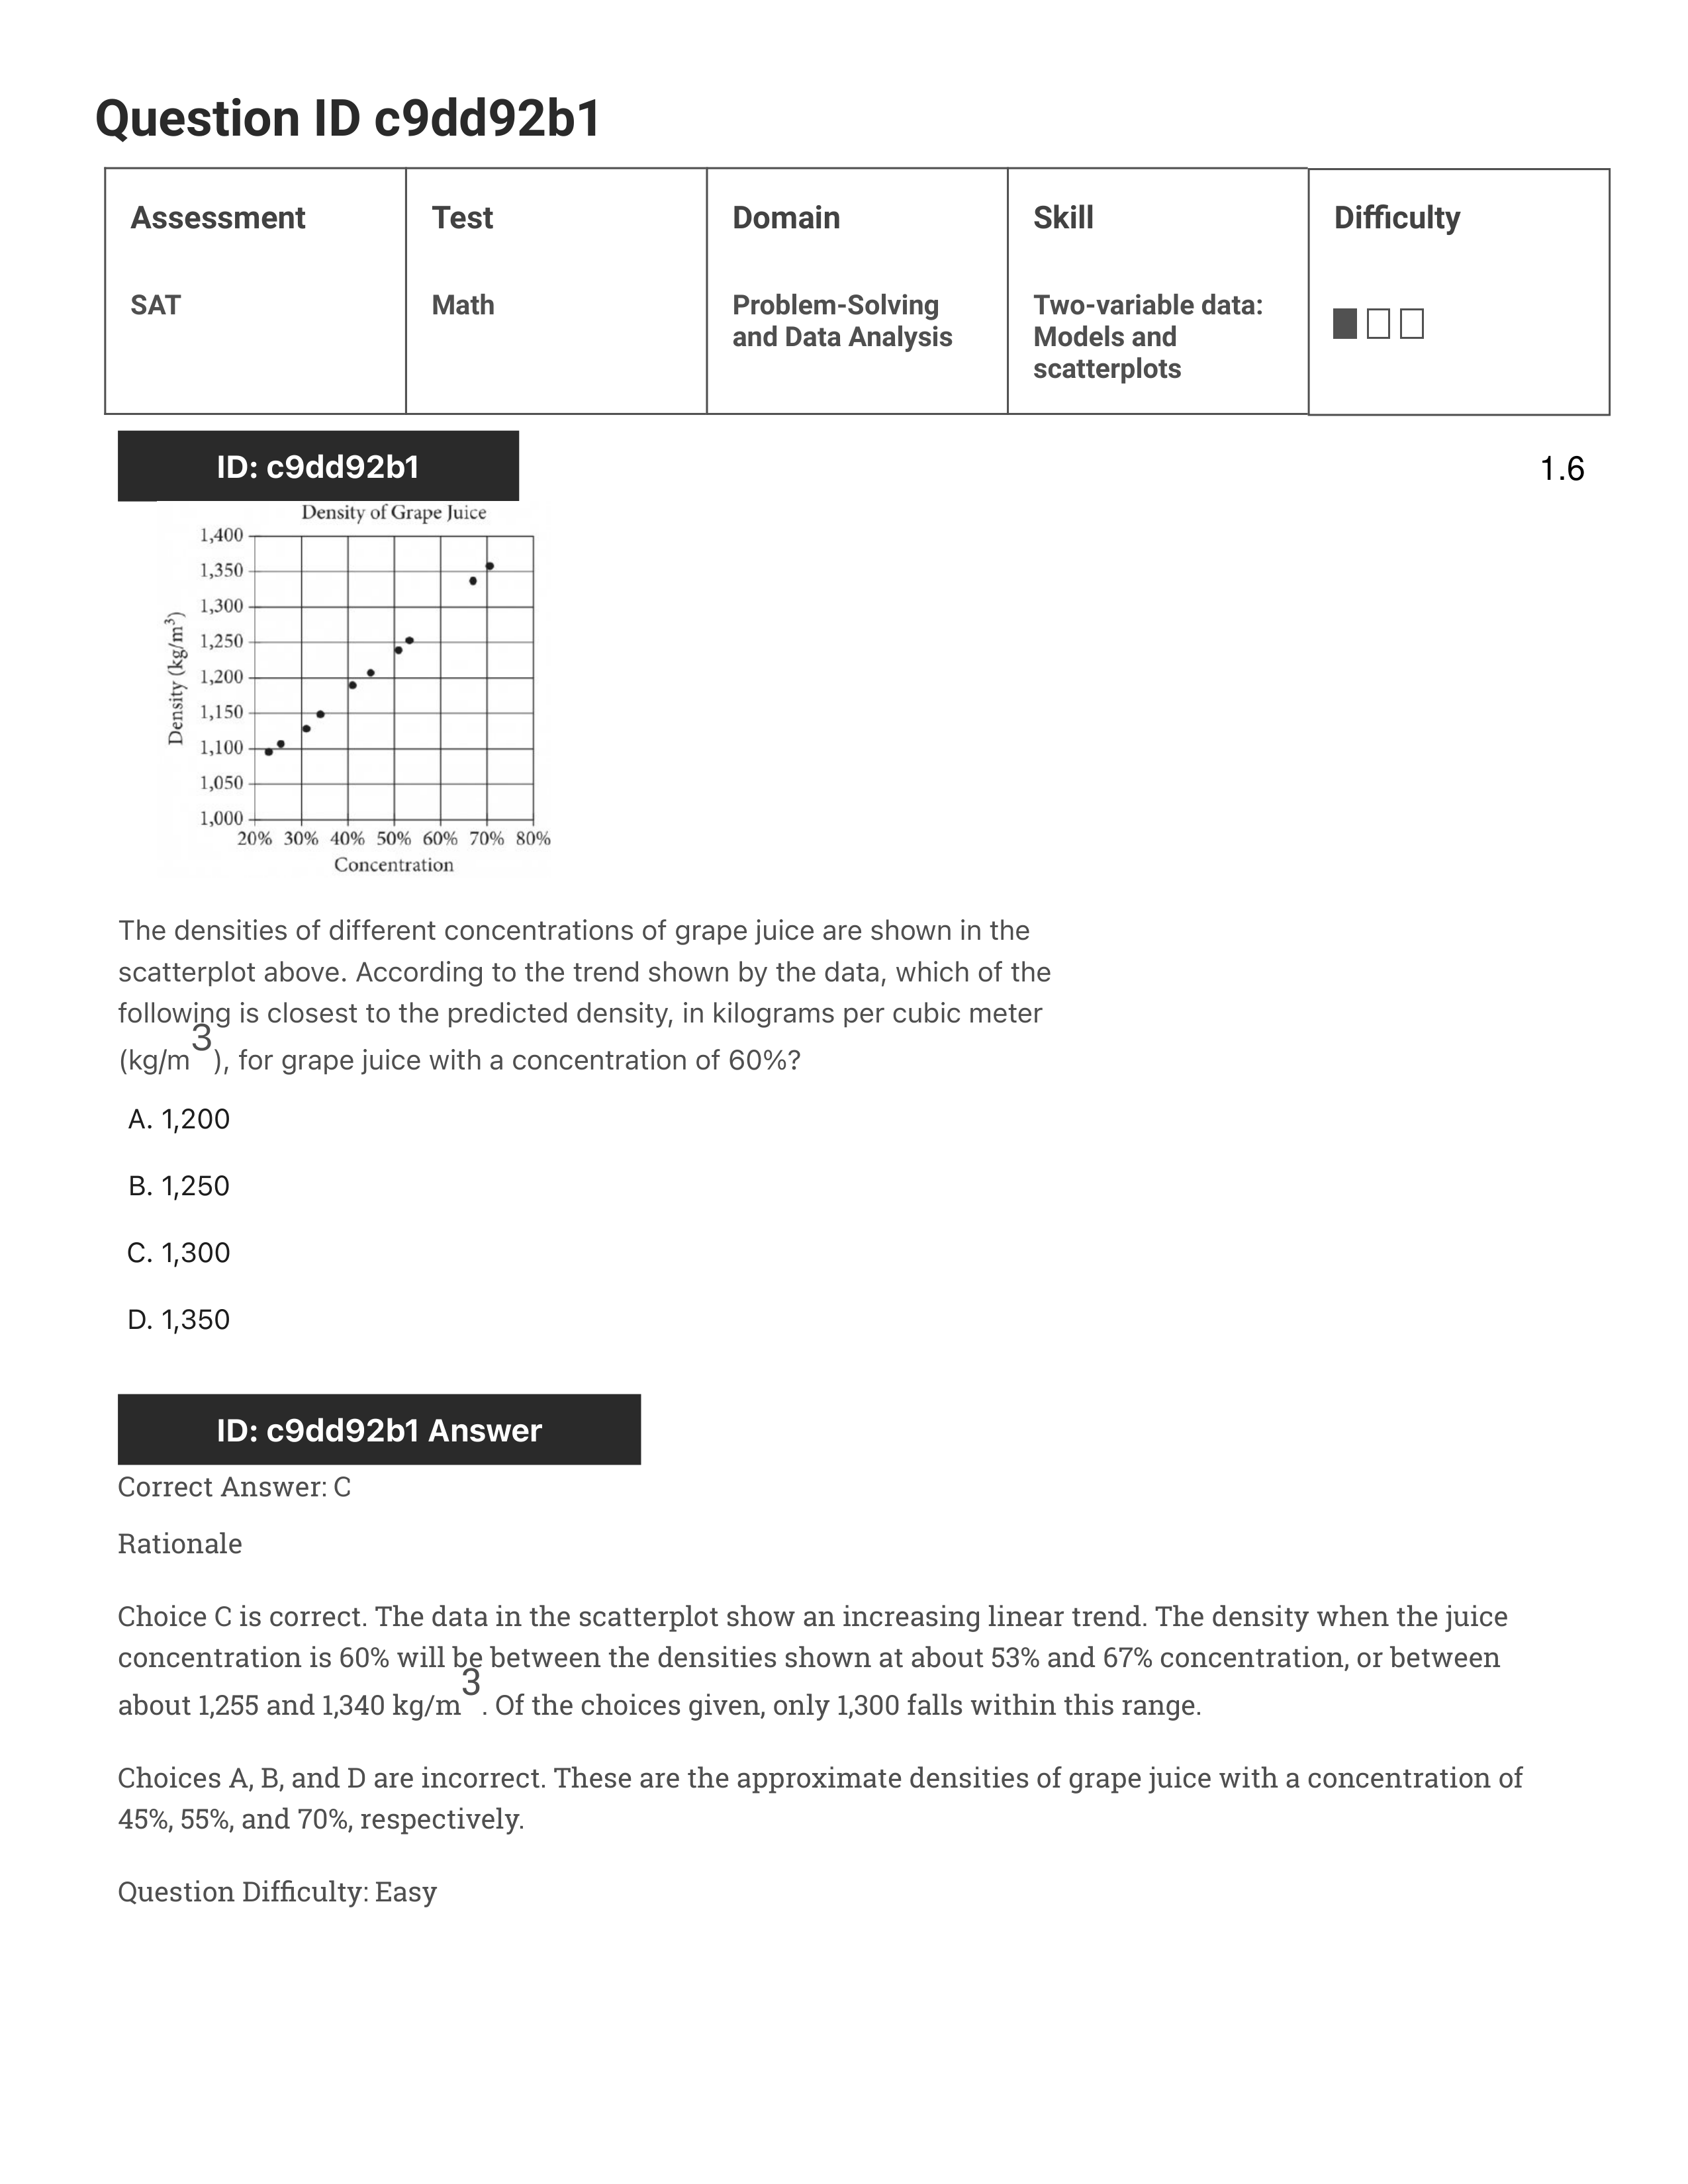 Question ID c9dd92b1
Assessment Test Domain Skill Difficulty
SAT Math Problem-Solving and Data Analysis Two-variable data: Models and scatterplots
ID: c9dd92b1
1.6
Density of Grape Juice
Density (kg/m³)
1,400
1,350
1,300
1,250
1,200
1,150
1,100
1,050
1,000
20% 30% 40% 50% 60% 70% 80%
Concentration
The densities of different concentrations of grape juice are shown in the
scatterplot above. According to the trend shown by the data, which of the
following is closest to the predicted density, in kilograms per cubic meter
(kg/m³), for grape juice with a concentration of 60%?
A. 1,200
B. 1,250
C. 1,300
D. 1,350
ID: c9dd92b1 Answer
Correct Answer: C
Rationale
Choice C is correct. The data in the scatterplot show an increasing linear trend. The density when the juice
concentration is 60% will be between the densities shown at about 53% and 67% concentration, or between
about 1,255 and 1,340 kg/m³. Of the choices given, only 1,300 falls within this range.
Choices A, B, and D are incorrect. These are the approximate densities of grape juice with a concentration of
45%, 55%, and 70%, respectively.
Question Difficulty: Easy